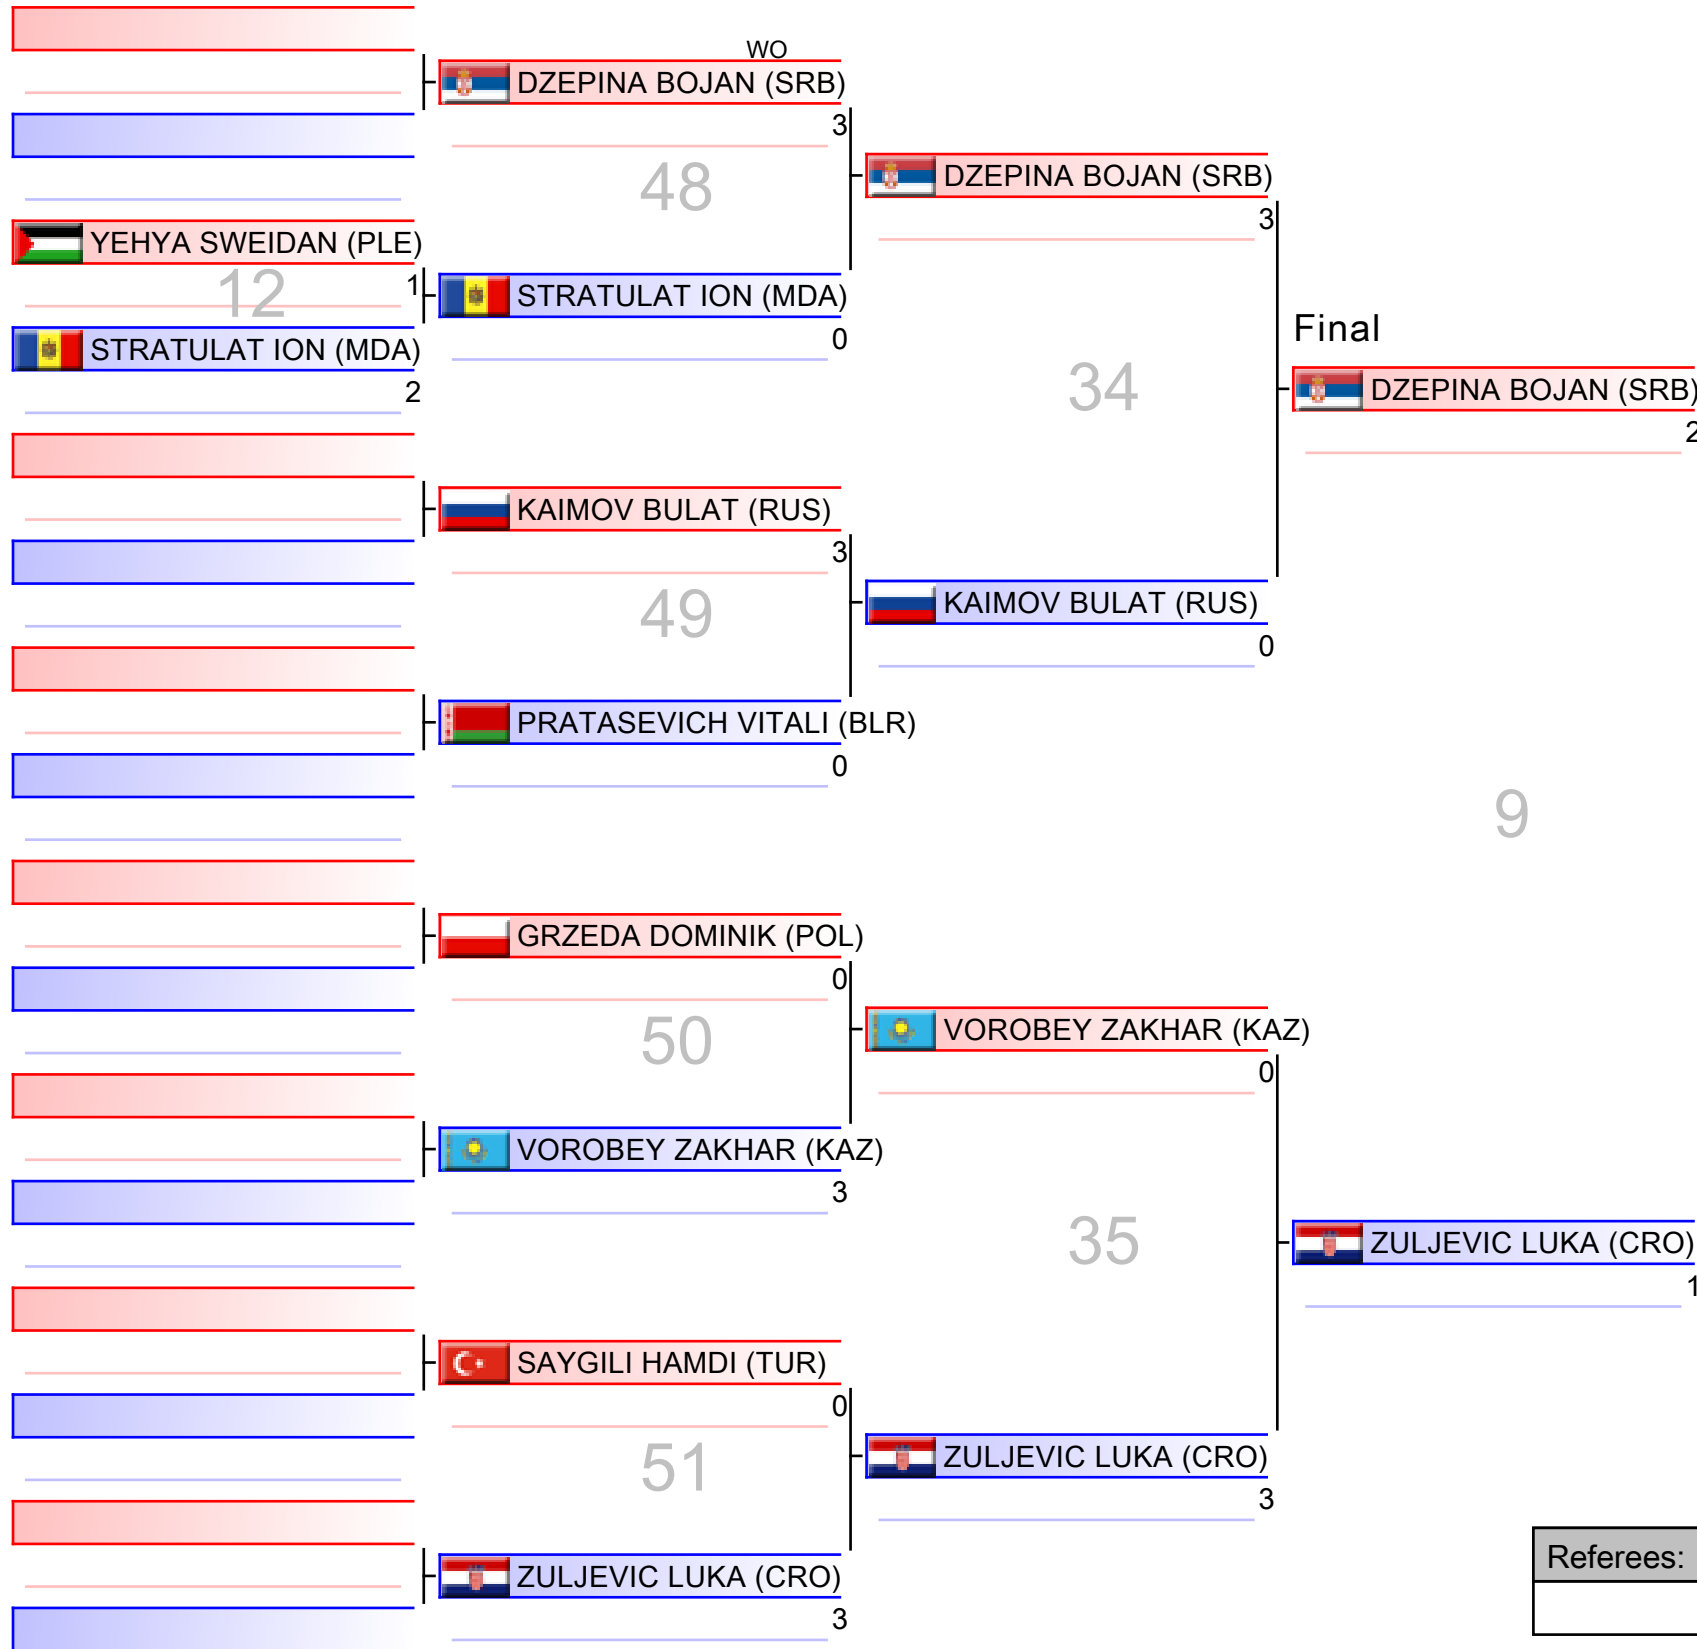 WO
DZEPINA BOJAN (SRB)
3
48
DZEPINA BOJAN (SRB)
3
YEHYA SWEIDAN (PLE)
1
12
STRATULAT ION (MDA)
0
STRATULAT ION (MDA)
2
34
Final
DZEPINA BOJAN (SRB)
2
KAIMOV BULAT (RUS)
3
49
KAIMOV BULAT (RUS)
0
PRATASEVICH VITALI (BLR)
0
9
GRZEDA DOMINIK (POL)
0
50
VOROBEY ZAKHAR (KAZ)
0
VOROBEY ZAKHAR (KAZ)
3
35
ZULJEVIC LUKA (CRO)
1
SAYGILI HAMDI (TUR)
0
51
ZULJEVIC LUKA (CRO)
3
ZULJEVIC LUKA (CRO)
3
Referees: